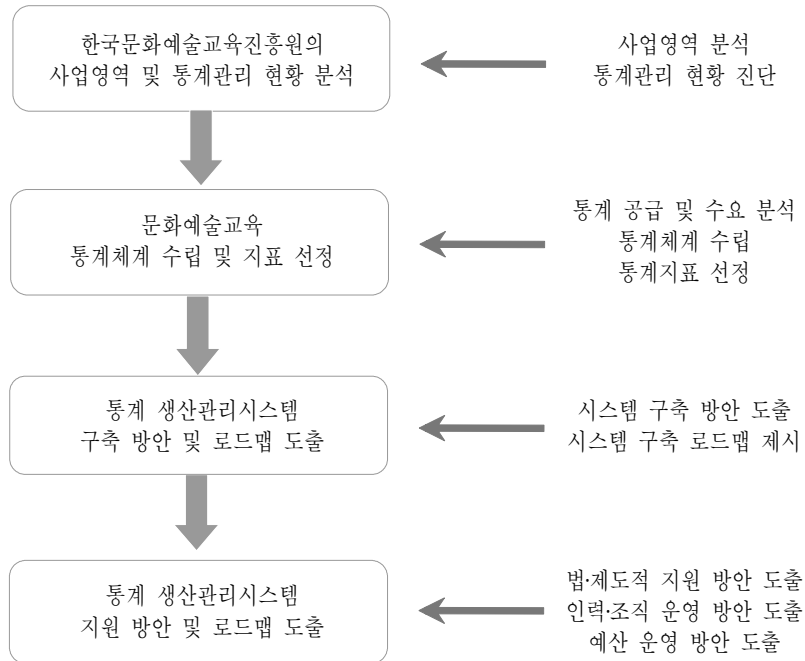 한국문화예술교육진흥원의
사업영역 및 통계관리 현황 분석
사업영역 분석
통계관리 현황 진단
문화예술교육
통계체계 수립 및 지표 선정
통계 공급 및 수요 분석
통계체계 수립
통계지표 선정
통계 생산관리시스템
구축 방안 및 로드맵 도출
시스템 구축 방안 도출
시스템 구축 로드맵 제시
통계 생산관리시스템
지원 방안 및 로드맵 도출
법·제도적 지원 방안 도출
인력·조직 운영 방안 도출
예산 운영 방안 도출